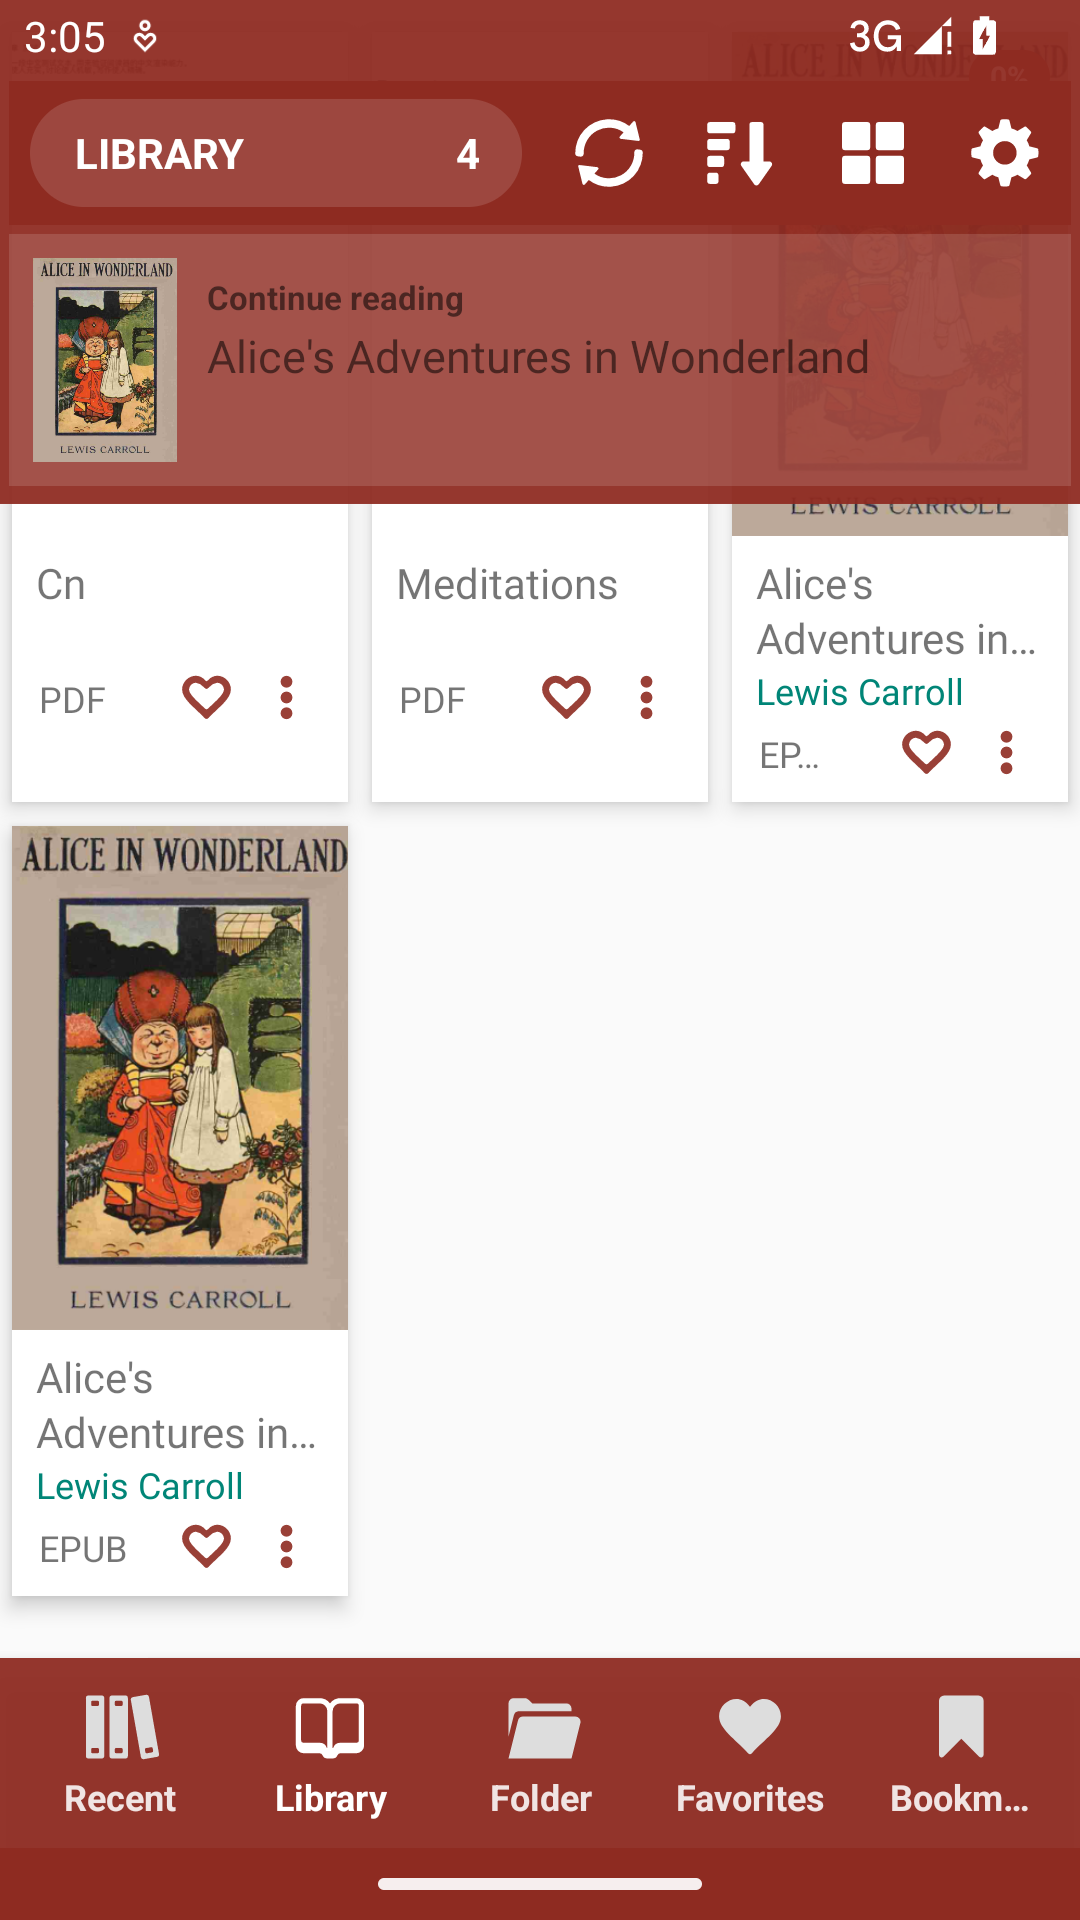 3:05
3G
LIBRARY
4
ALICE IN WONDERLAND
LEWIS CARROLL
Continue reading
Alice's Adventures in Wonderland
LEWIS CARROLL
Cn
PDF
Meditations
PDF
Alice's
Adventures in...
Lewis Carroll
EP...
ALICE IN WONDERLAND
LEWIS CARROLL
Alice's
Adventures in...
Lewis Carroll
EPUB
Recent
Library
Folder
Favorites
Bookm...